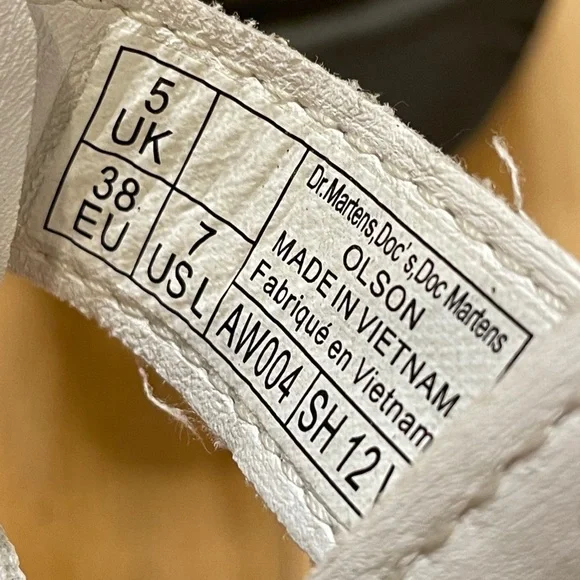 5
UK
38
EU
7
US L
Dr.Martens,Doc's,Doc Martens
OLSON
MADE IN VIETNAM
Fabriqué en Vietnam
AW004
SH 12